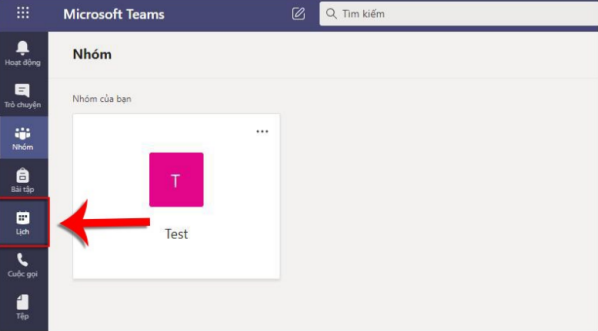 Microsoft Teams
Tìm kiếm
Hoạt động
Trò chuyện
Nhóm
Bài tập
Lịch
Cuộc gọi
Tệp
Nhóm
Nhóm của bạn
T
Test